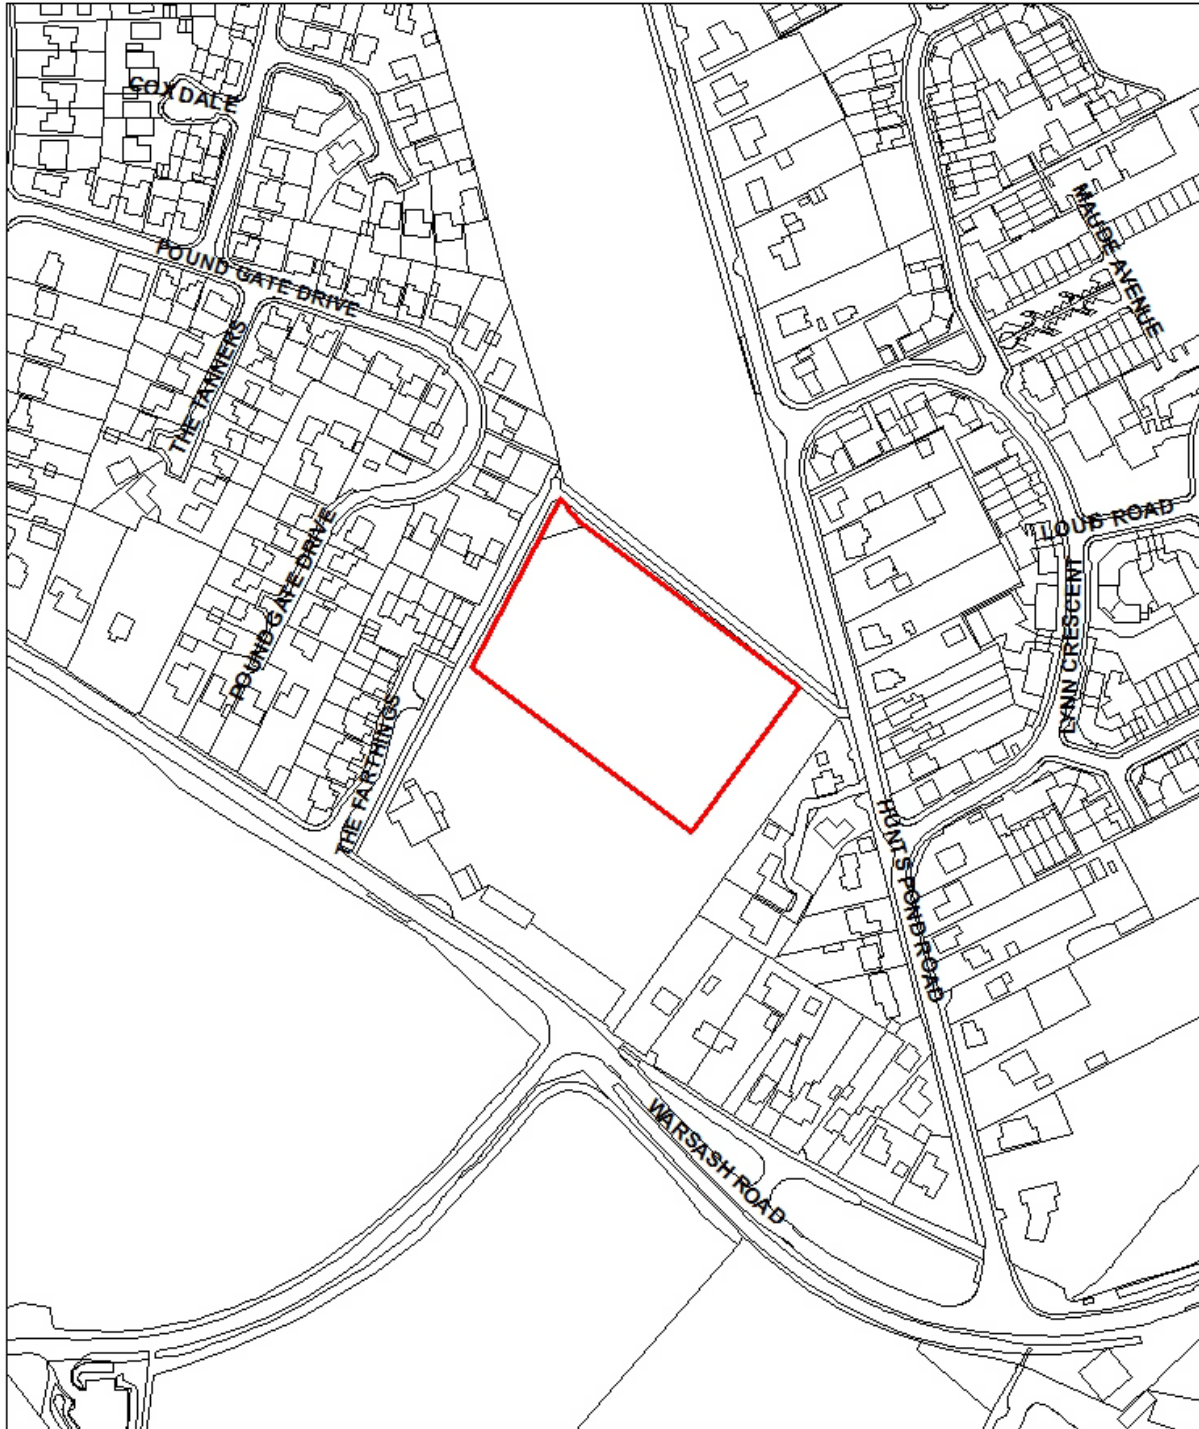 COXDALE
MAUDE AVENUE
POUND GATE DRIVE
THE TANNERS
LOUIS ROAD
POUND GATE DRIVE
LYNN CRESCENT
THE FARTHINGS
HUNTS POND ROAD
WARSASH ROAD